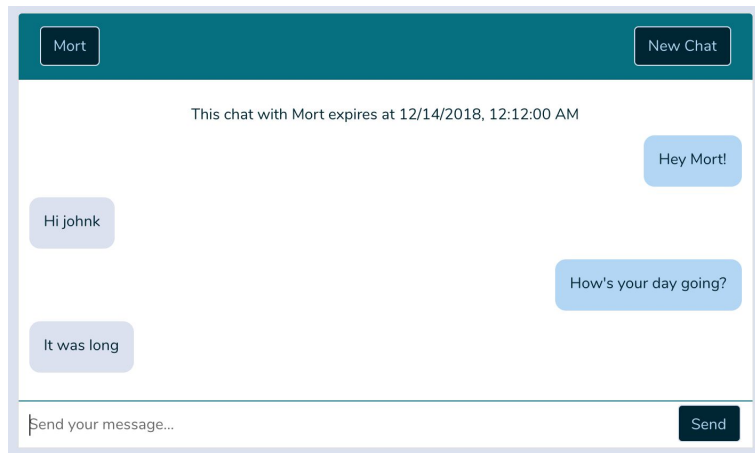 Mort
New Chat
This chat with Mort expires at 12/14/2018, 12:12:00 AM
Hey Mort!
Hi johnk
How's your day going?
It was long
Send your message...
Send